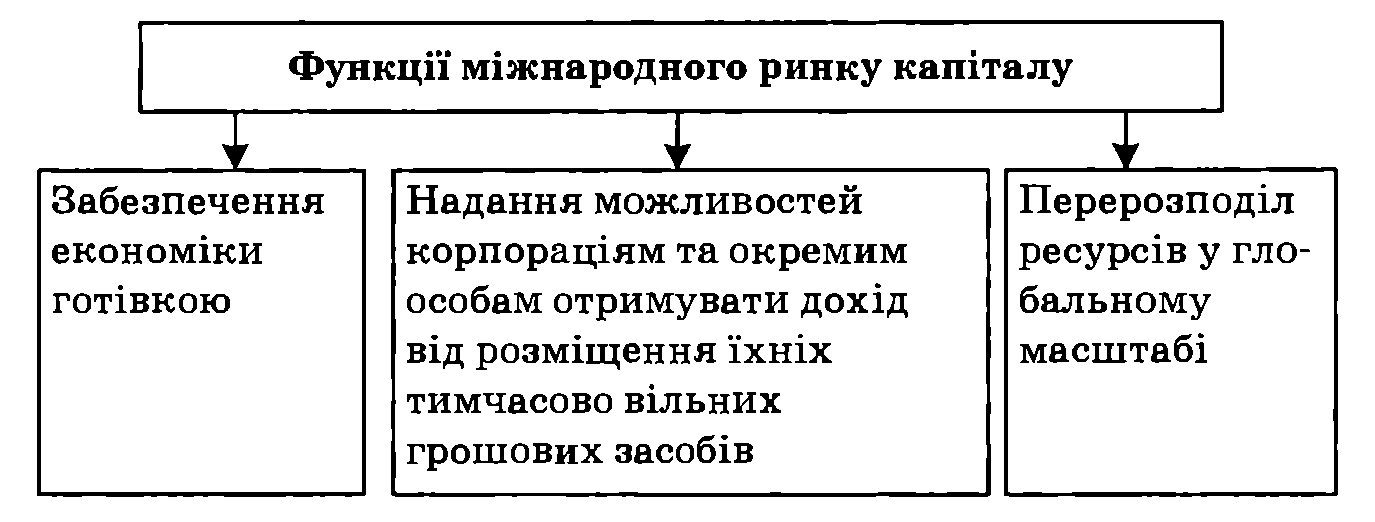 Функції міжнародного ринку капіталу
Забезпечення
економіки
готівкою
Надання можливостей
корпораціям та окремим
особам отримувати дохід
від розміщення їхніх
тимчасово вільних
грошових засобів
Перерозподіл
ресурсів у гло-
бальному
масштабі